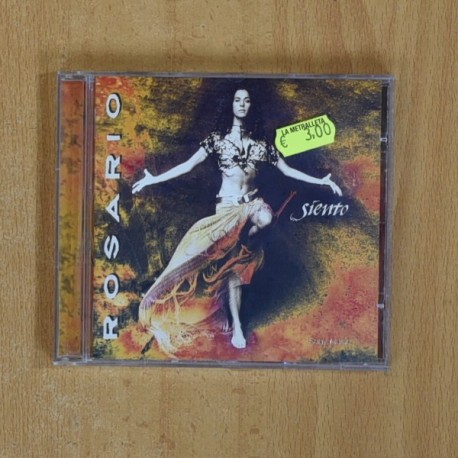 ROSARIO
LA METRALLETA
€ 3,00
Siento